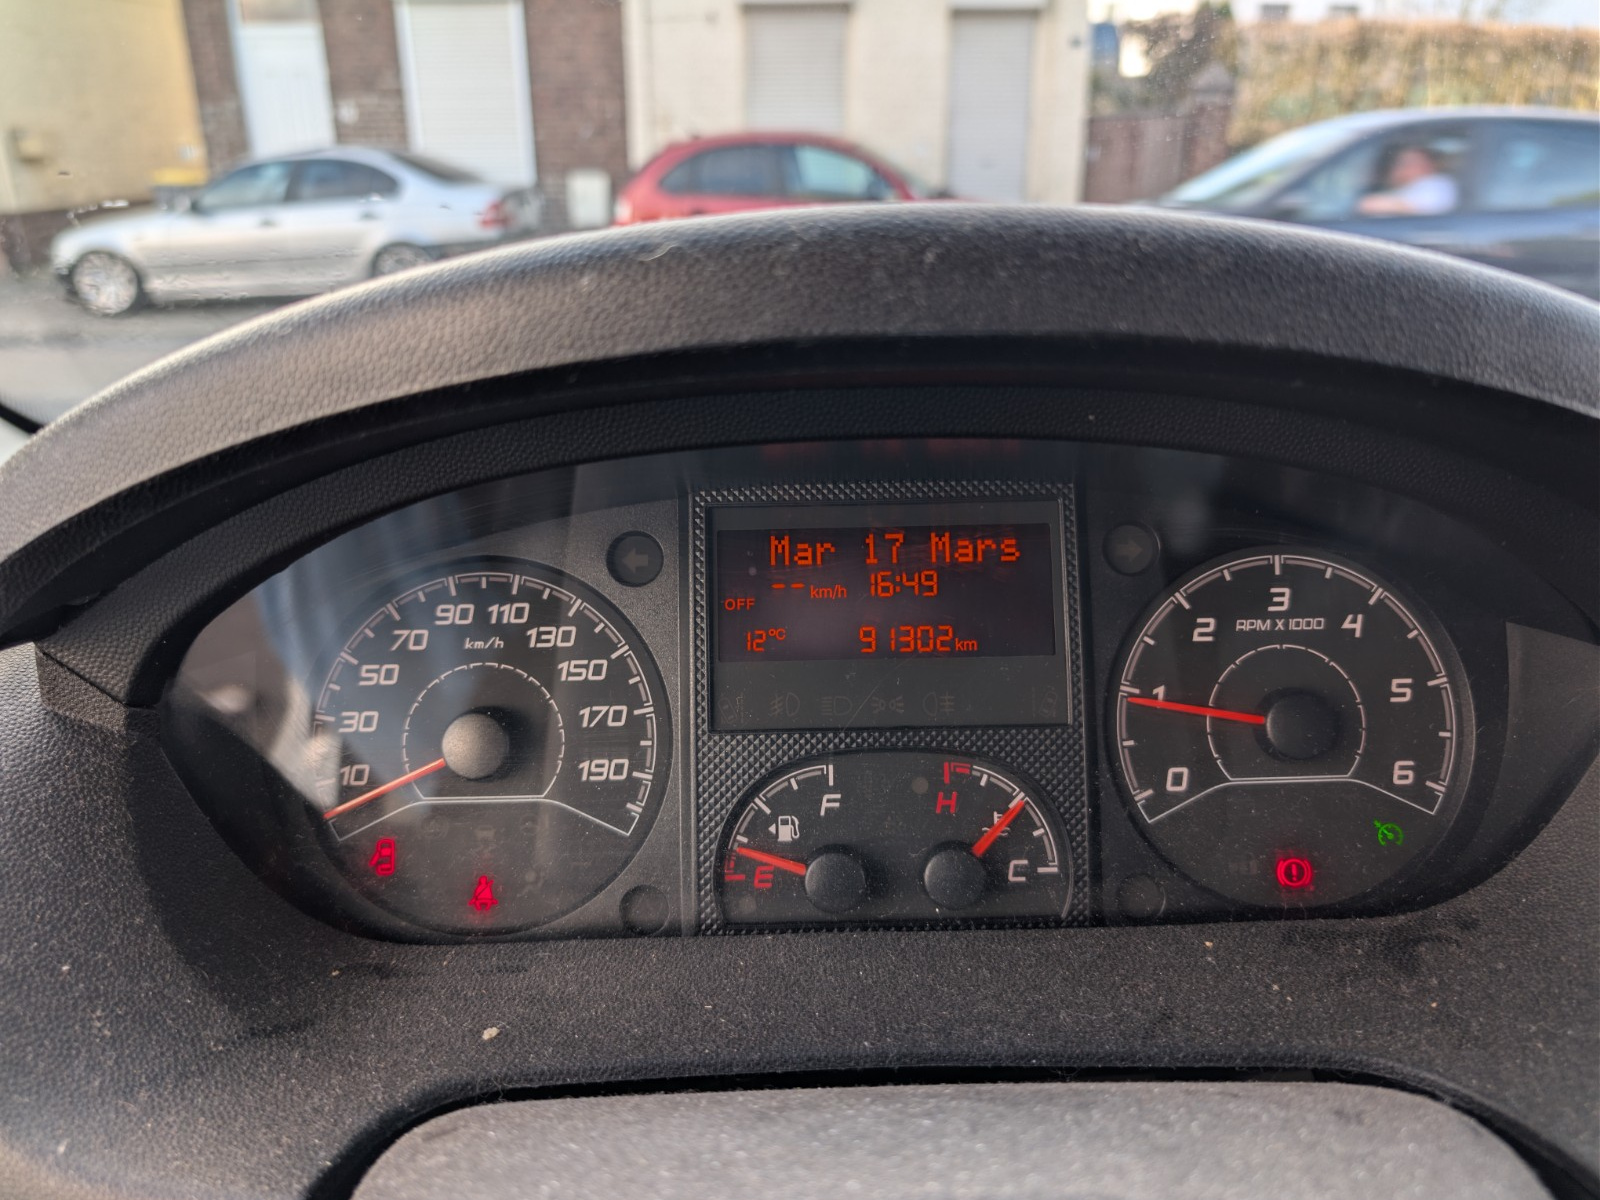 Mar 17 Mars
-- km/h 16:49
OFF
12°C 91302 km
10 30 50 70 90 110 130 150 170 190
km/h
0 1 2 3 4 5 6
RPM X 1000
E F
H C